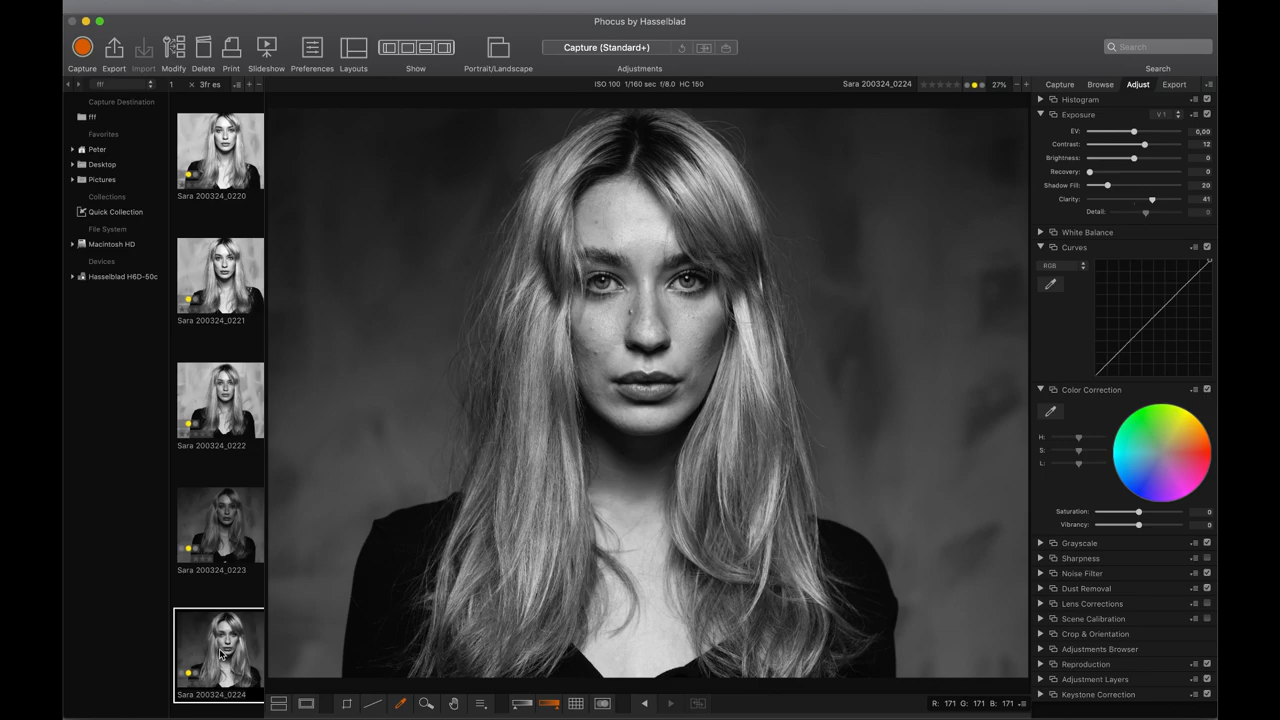 Phocus by Hasselblad
Capture Export Import Modify Delete Print Slideshow Preferences Layouts Show Portrait/Landscape Capture (Standard+) Adjustments Search Search
fff 1 × 3fr es
ISO 100 1/160 sec f/8.0 HC 150
Sara 200324_0224 27% − +
Capture Browse Adjust Export
Capture Destination
fff
Favorites
Peter
Desktop
Pictures
Collections
Quick Collection
File System
Macintosh HD
Devices
Hasselblad H6D-50c
Sara 200324_0220
Sara 200324_0221
Sara 200324_0222
Sara 200324_0223
Sara 200324_0224
Histogram
Exposure V 1
EV: 0,00
Contrast: 12
Brightness: 0
Recovery: 0
Shadow Fill: 20
Clarity: 41
Detail: 0
White Balance
Curves
RGB
Color Correction
H:
S:
L:
Saturation: 0
Vibrancy: 0
Grayscale
Sharpness
Noise Filter
Dust Removal
Lens Corrections
Scene Calibration
Crop & Orientation
Adjustments Browser
Reproduction
Adjustment Layers
Keystone Correction
R: 171 G: 171 B: 171